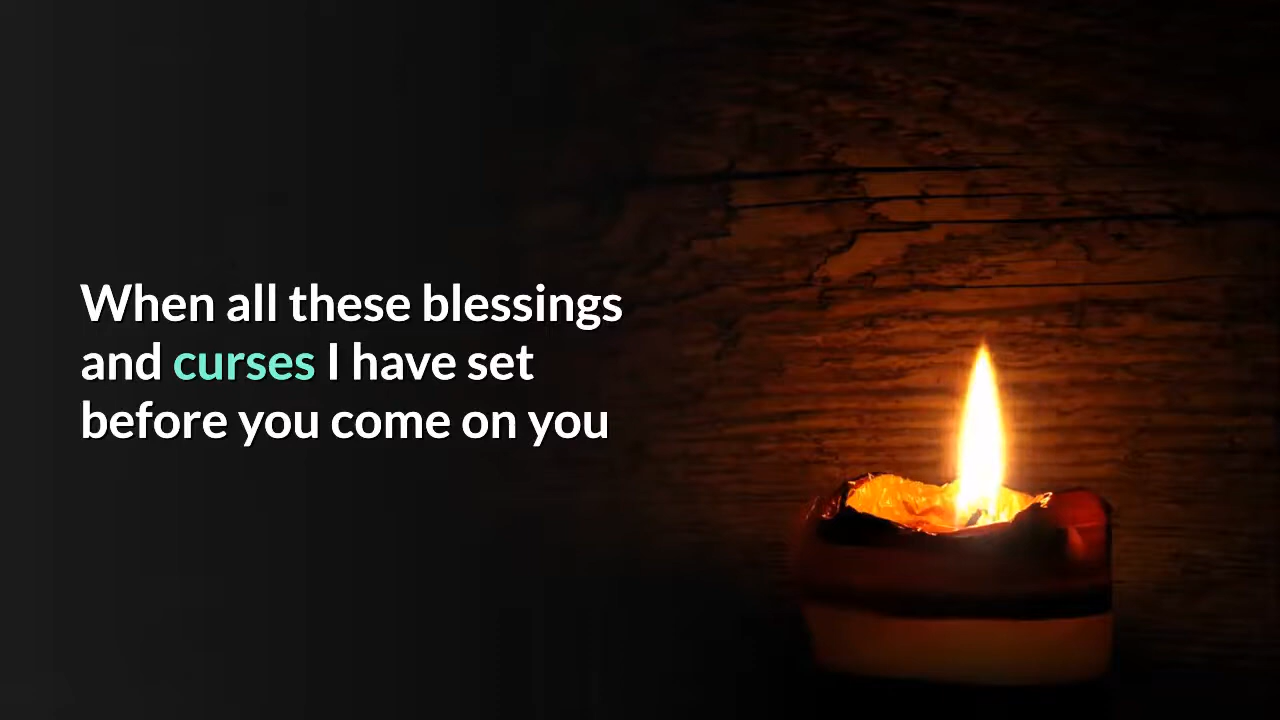 When all these blessings
and curses I have set
before you come on you